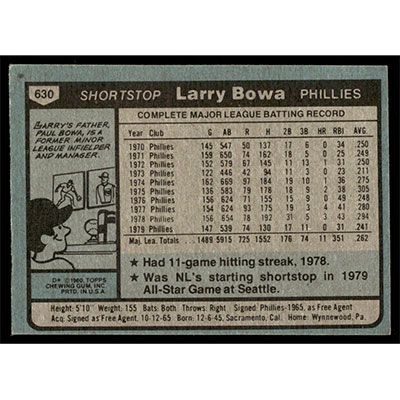 630 SHORTSTOP Larry Bowa PHILLIES
LARRY'S FATHER,
PAUL BOWA, IS A
FORMER MINOR
LEAGUE INFIELDER
AND MANAGER.
D* © 1980 TOPPS
CHEWING GUM, INC.
PRTD. IN U.S.A.
COMPLETE MAJOR LEAGUE BATTING RECORD
Year Club G AB R H 2B 3B HR RBI AVG.
1970 Phillies 145 547 50 137 17 6 0 34 .250
1971 Phillies 159 650 74 162 18 5 0 25 .249
1972 Phillies 152 579 67 145 11 13 1 31 .250
1973 Phillies 122 446 42 94 11 3 0 23 .211
1974 Phillies 162 669 97 184 19 10 1 36 .275
1975 Phillies 136 583 79 178 18 9 2 38 .305
1976 Phillies 156 624 71 155 15 9 0 49 .248
1977 Phillies 154 624 93 175 19 3 4 41 .280
1978 Phillies 156 654 78 192 31 5 3 43 .294
1979 Phillies 147 539 74 130 17 11 0 31 .241
Maj. Lea. Totals 1489 5915 725 1552 176 74 11 351 .262
★ Had 11-game hitting streak, 1978.
★ Was NL's starting shortstop in 1979
All-Star Game at Seattle.
Height: 5'10" Weight: 155 Bats: Both Throws: Right Signed: Phillies-1965, as Free Agent
Acq: Signed as Free Agent, 10-12-65 Born: 12-6-45, Sacramento, Cal. Home: Wynnewood, Pa.